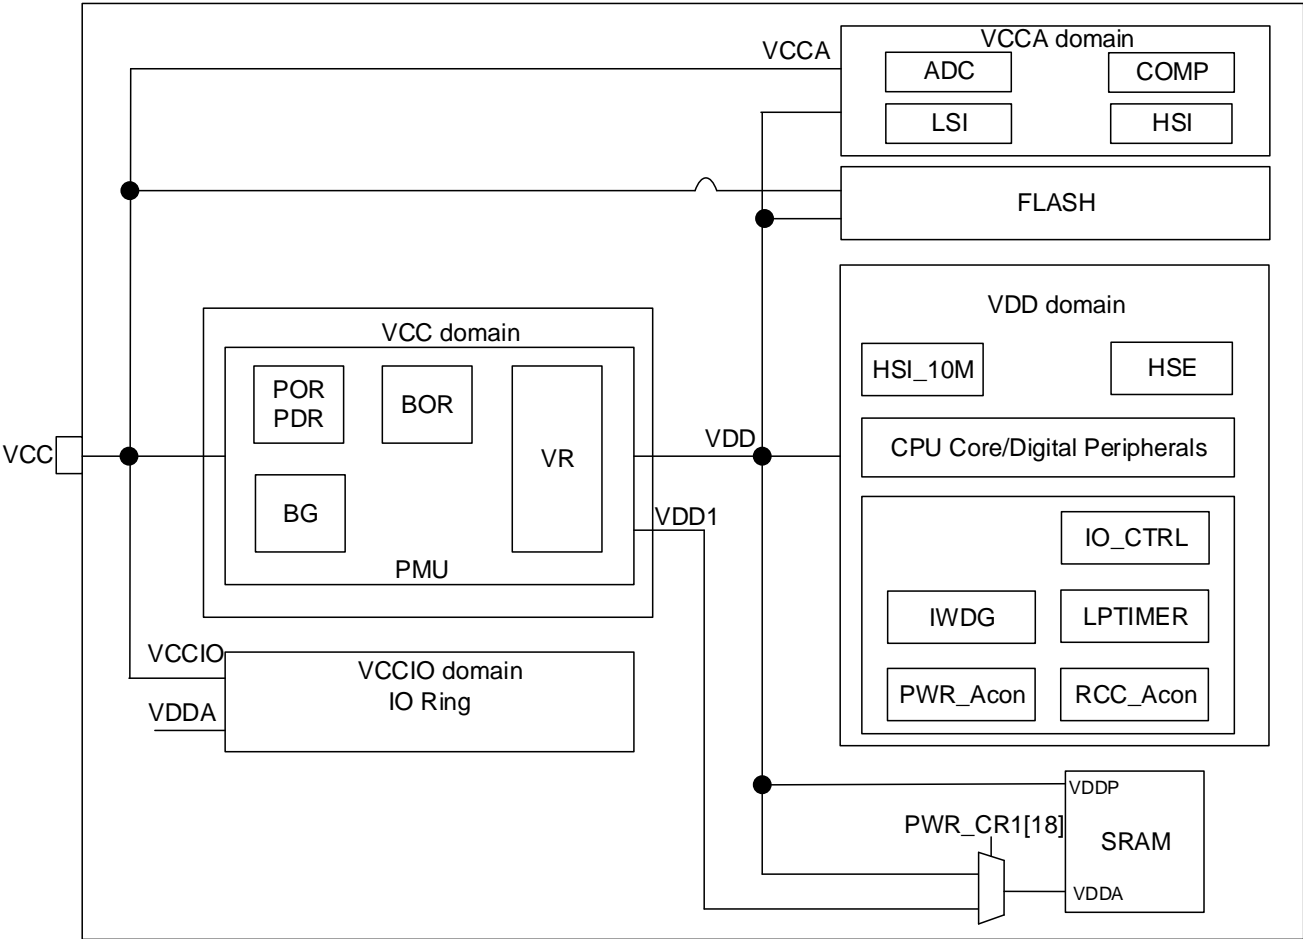 VCCA domain
VCCA
ADC
COMP
LSI
HSI
FLASH
VDD domain
VCC domain
HSI_10M
HSE
POR
PDR
BOR
VR
VDD
CPU Core/Digital Peripherals
VCC
BG
VDD1
IO_CTRL
PMU
IWDG
LPTIMER
VCCIO
VCCIO domain
IO Ring
VDDA
PWR_Acon
RCC_Acon
VDDP
PWR_CR1[18]
SRAM
VDDA